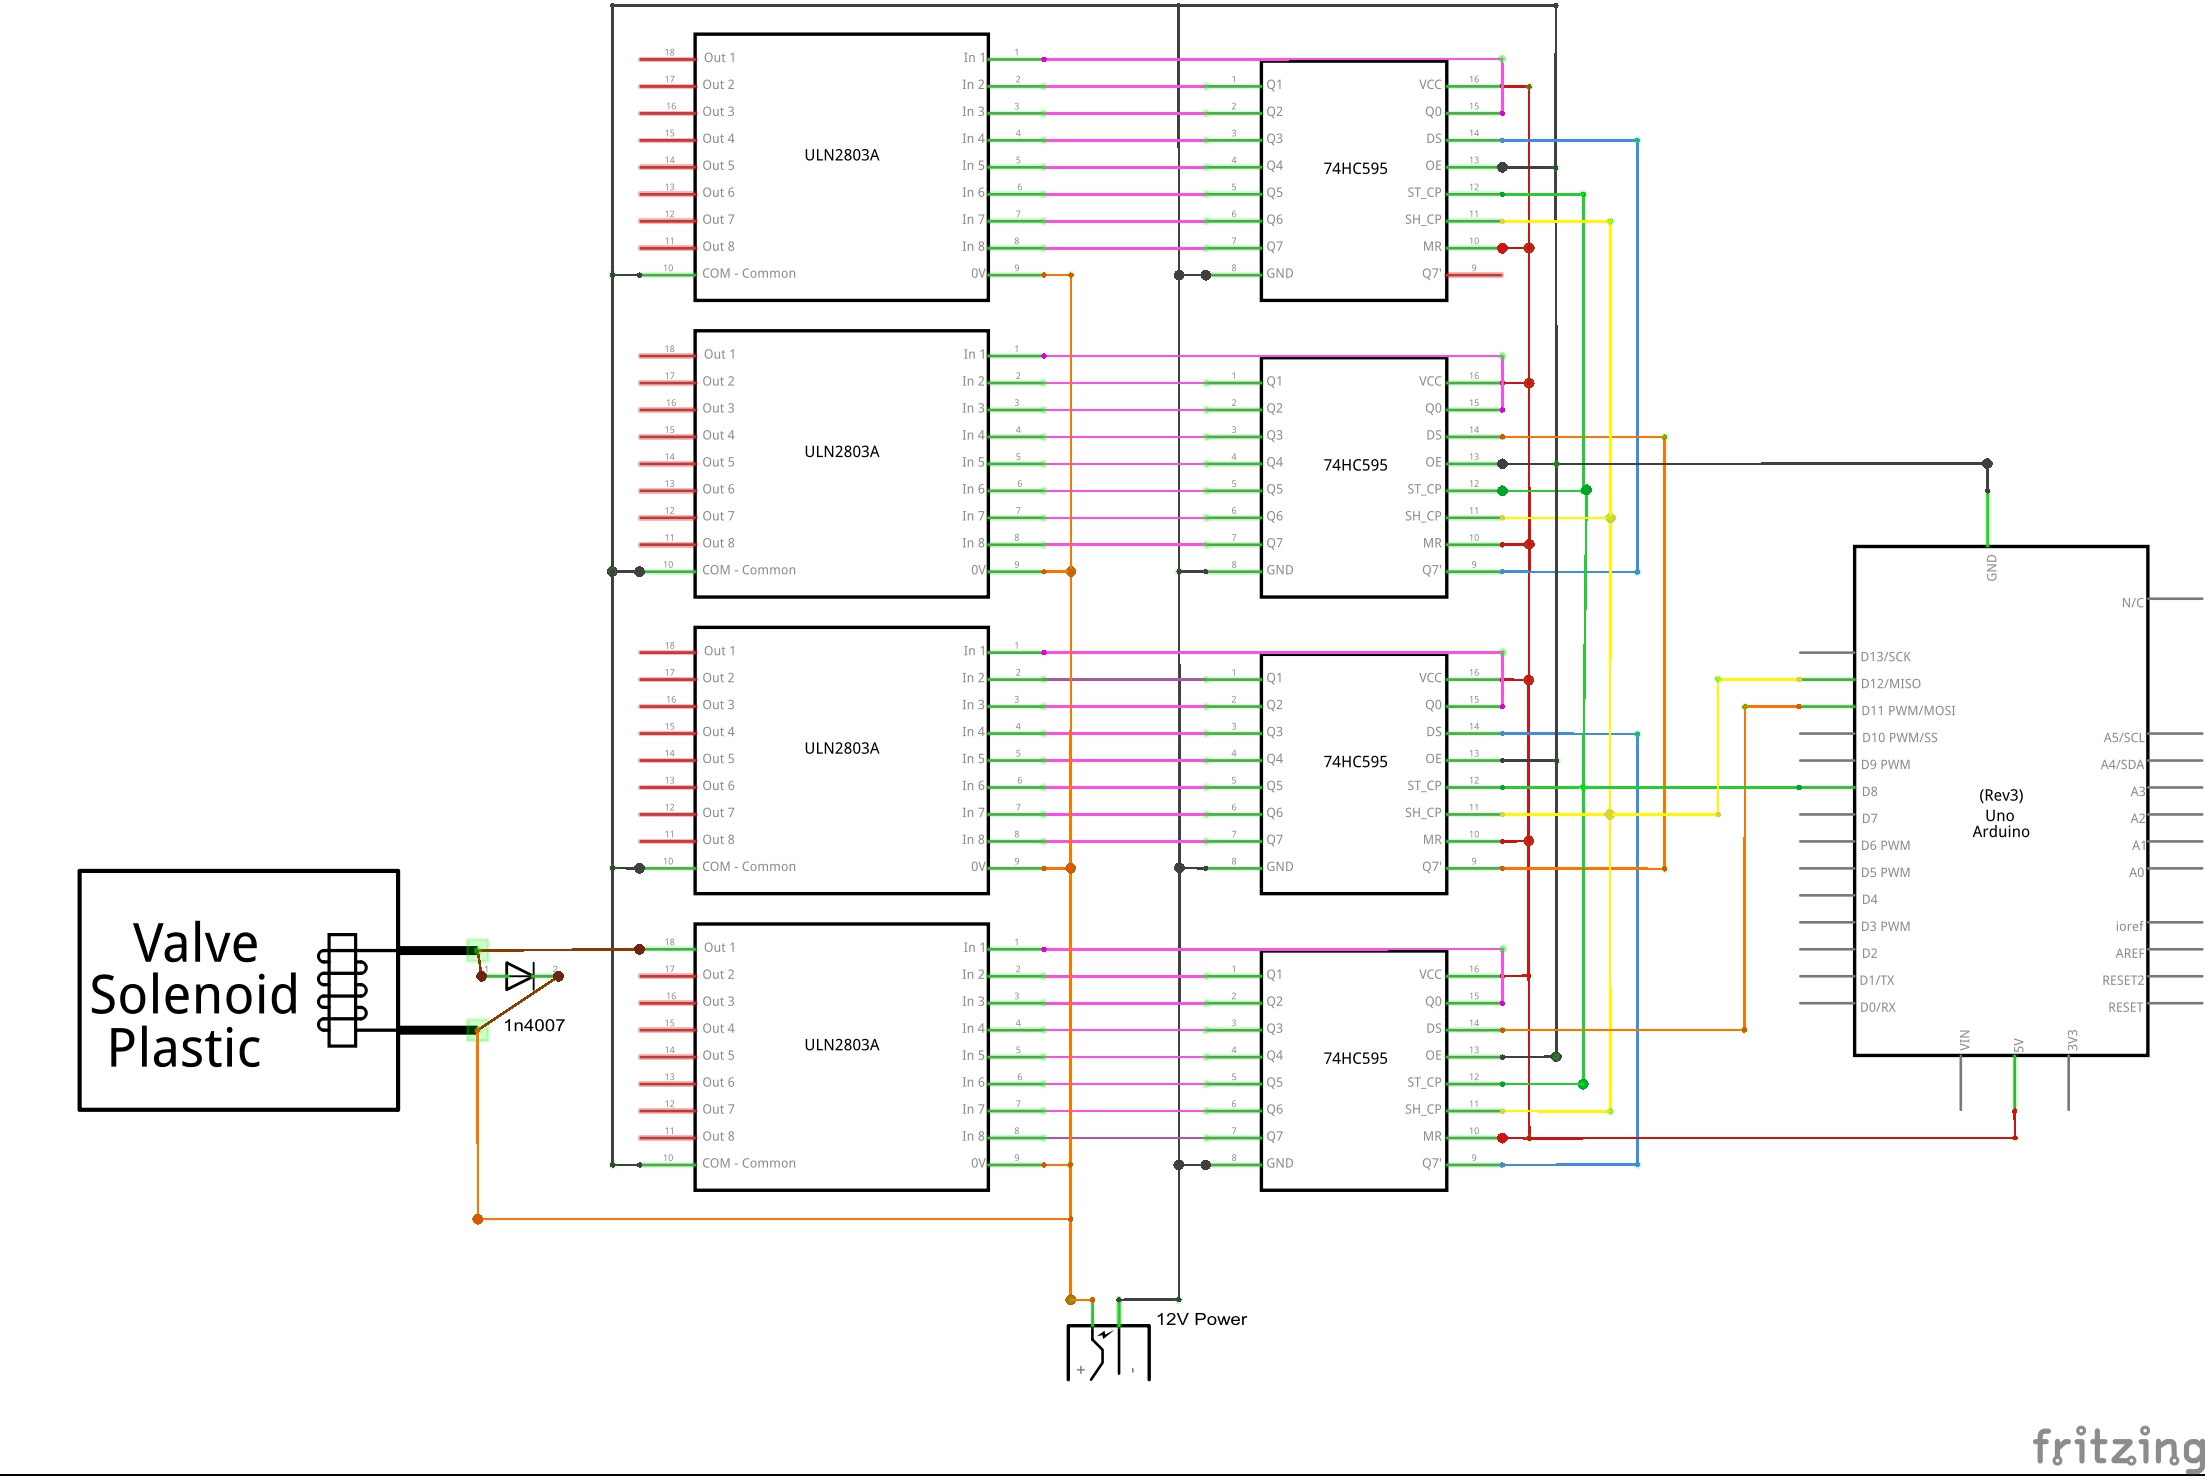 18 Out 1 In 1 1
17 Out 2 In 2 2 1 Q1 VCC 16
16 Out 3 In 3 3 2 Q2 Q0 15
15 Out 4 In 4 4 3 Q3 DS 14
14 Out 5 ULN2803A In 5 5 4 Q4 74HC595 OE 13
13 Out 6 In 6 6 5 Q5 ST_CP 12
12 Out 7 In 7 7 6 Q6 SH_CP 11
11 Out 8 In 8 8 7 Q7 MR 10
10 COM - Common 0V 9 8 GND Q7' 9
18 Out 1 In 1 1
17 Out 2 In 2 2 1 Q1 VCC 16
16 Out 3 In 3 3 2 Q2 Q0 15
15 Out 4 In 4 4 3 Q3 DS 14
14 Out 5 ULN2803A In 5 5 4 Q4 74HC595 OE 13
13 Out 6 In 6 6 5 Q5 ST_CP 12
12 Out 7 In 7 7 6 Q6 SH_CP 11
11 Out 8 In 8 8 7 Q7 MR 10
10 COM - Common 0V 9 8 GND Q7' 9
18 Out 1 In 1 1
17 Out 2 In 2 2 1 Q1 VCC 16
16 Out 3 In 3 3 2 Q2 Q0 15
15 Out 4 In 4 4 3 Q3 DS 14
14 Out 5 ULN2803A In 5 5 4 Q4 74HC595 OE 13
13 Out 6 In 6 6 5 Q5 ST_CP 12
12 Out 7 In 7 7 6 Q6 SH_CP 11
11 Out 8 In 8 8 7 Q7 MR 10
10 COM - Common 0V 9 8 GND Q7' 9
18 Out 1 In 1 1
17 Out 2 In 2 2 1 Q1 VCC 16
16 Out 3 In 3 3 2 Q2 Q0 15
15 Out 4 In 4 4 3 Q3 DS 14
14 Out 5 ULN2803A In 5 5 4 Q4 74HC595 OE 13
13 Out 6 In 6 6 5 Q5 ST_CP 12
12 Out 7 In 7 7 6 Q6 SH_CP 11
11 Out 8 In 8 8 7 Q7 MR 10
10 COM - Common 0V 9 8 GND Q7' 9
Valve
Solenoid
Plastic
1 2
1n4007
12V Power
+ -
GND
N/C
D13/SCK
D12/MISO
D11 PWM/MOSI
D10 PWM/SS A5/SCL
D9 PWM A4/SDA
D8 A3
D7 A2
D6 PWM A1
D5 PWM A0
D4
D3 PWM ioref
D2 AREF
D1/TX RESET2
D0/RX RESET
(Rev3)
Uno
Arduino
VIN 5V 3V3
fritzing